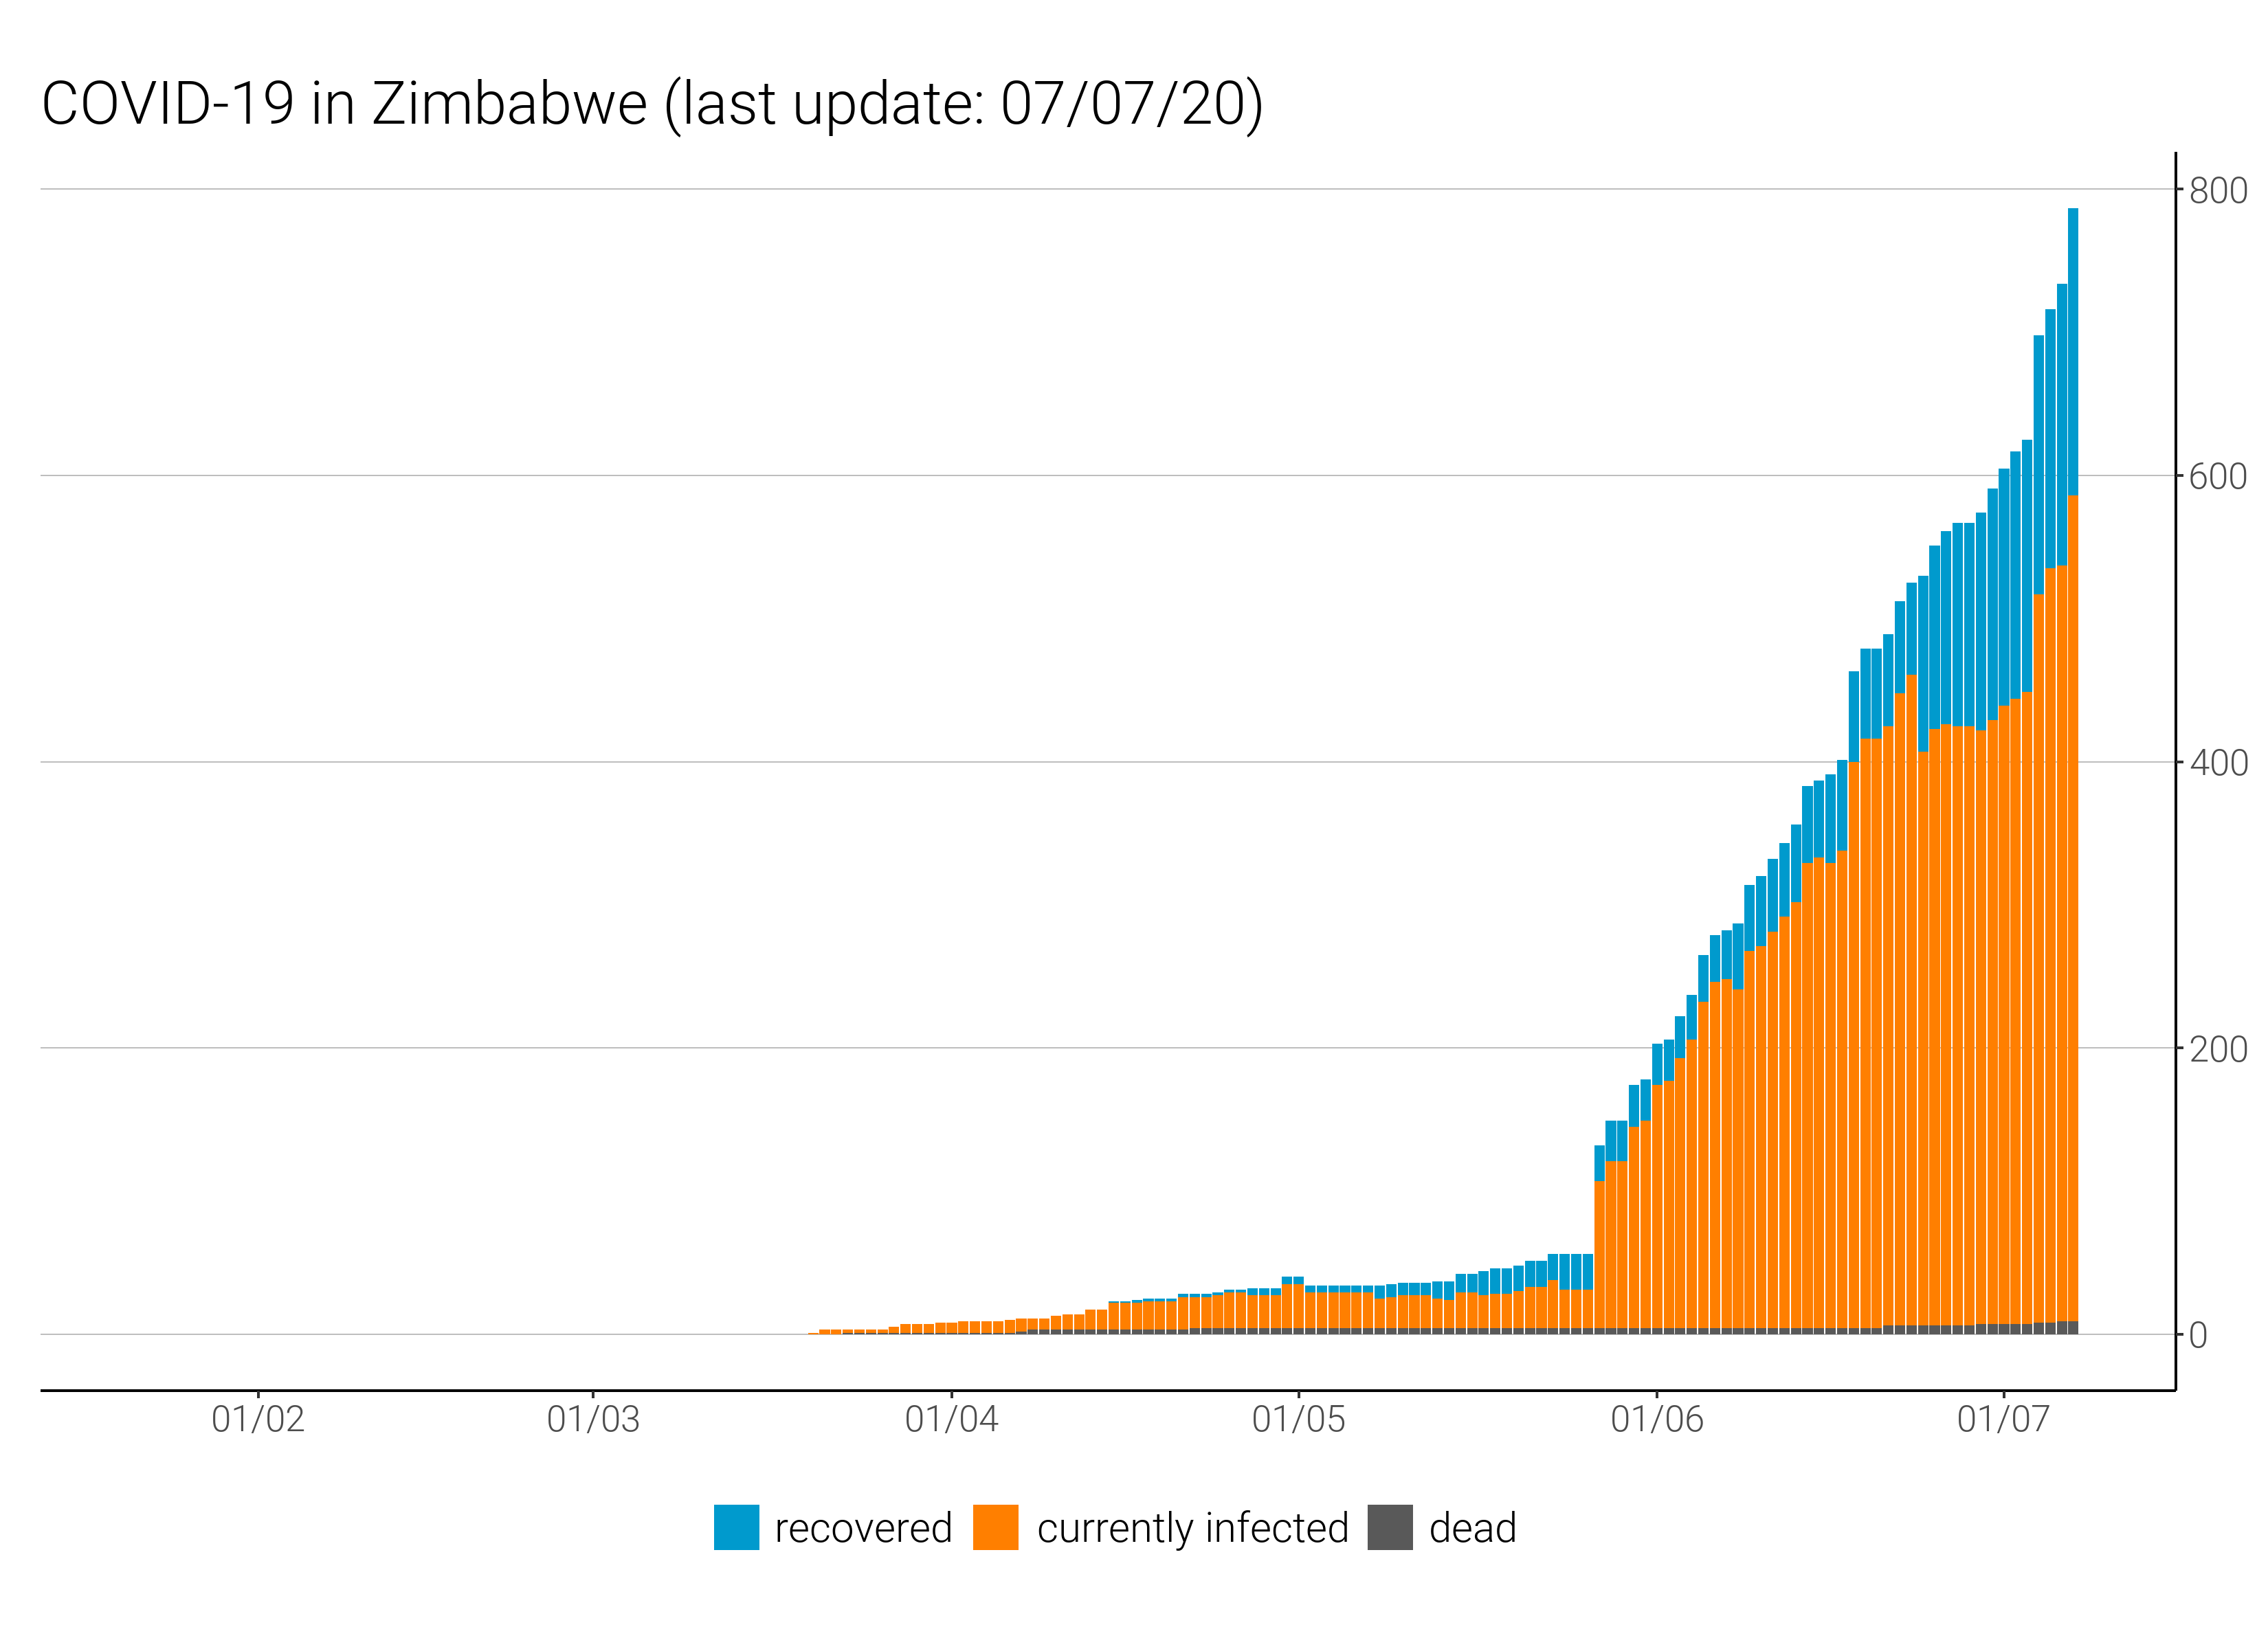 COVID-19 in Zimbabwe (last update: 07/07/20)
800
600
400
200
0
01/02 01/03 01/04 01/05 01/06 01/07
recovered currently infected dead